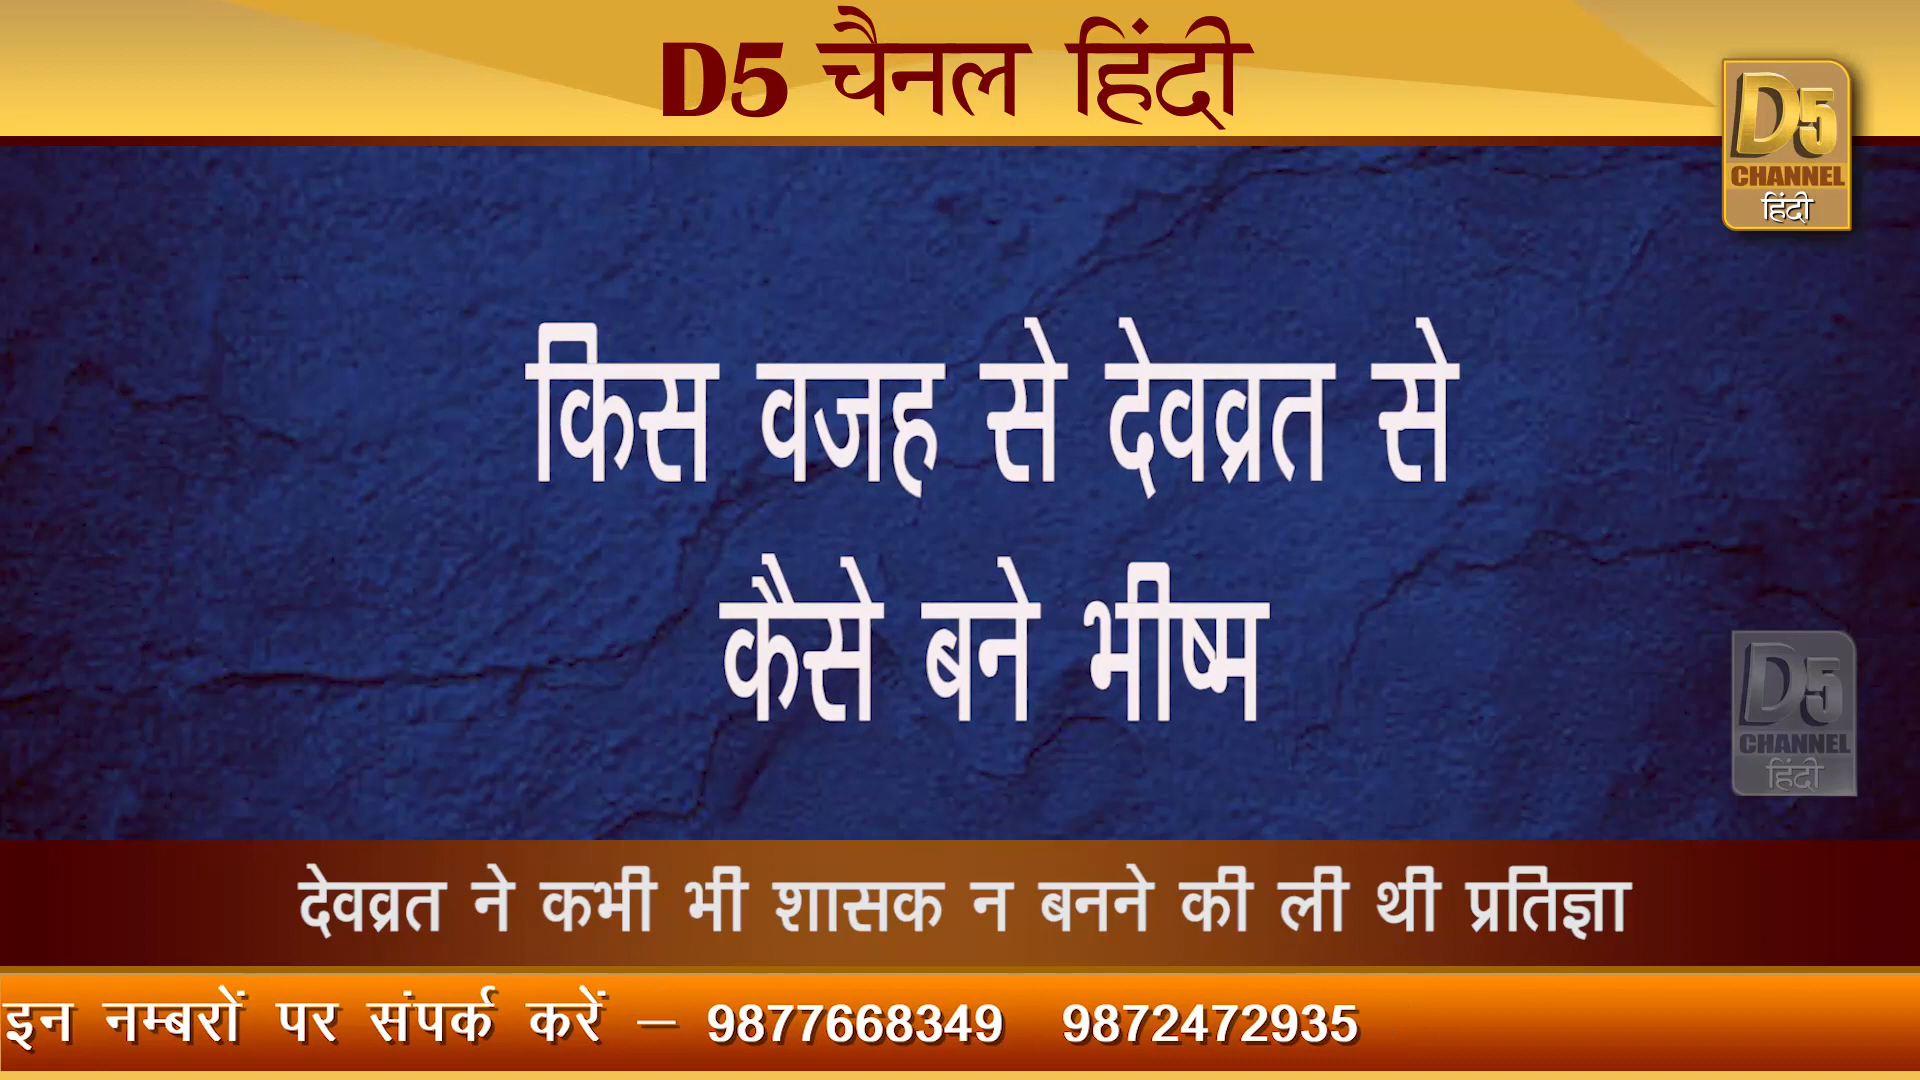 D5 चैनल हिंदी
D5
CHANNEL
हिंदी
किस वजह से देवव्रत से
कैसे बने भीष्म
D5
CHANNEL
हिंदी
देवव्रत ने कभी भी शासक न बनने की ली थी प्रतिज्ञा
इन नम्बरों पर संपर्क करें – 9877668349 9872472935